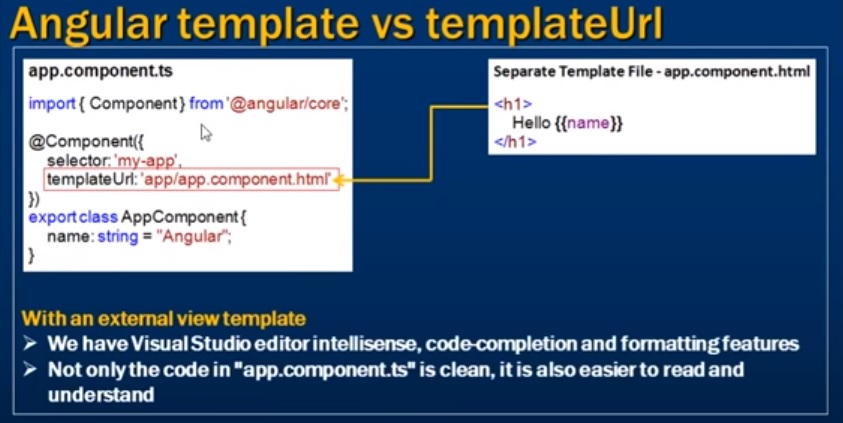 Angular template vs templateUrl
app.component.ts
import { Component } from '@angular/core';
@Component({
selector: 'my-app',
templateUrl: 'app/app.component.html'
})
export class AppComponent {
name: string = "Angular";
}
Separate Template File - app.component.html
<h1>
Hello {{name}}
</h1>
With an external view template
➢ We have Visual Studio editor intellisense, code-completion and formatting features
➢ Not only the code in "app.component.ts" is clean, it is also easier to read and
understand